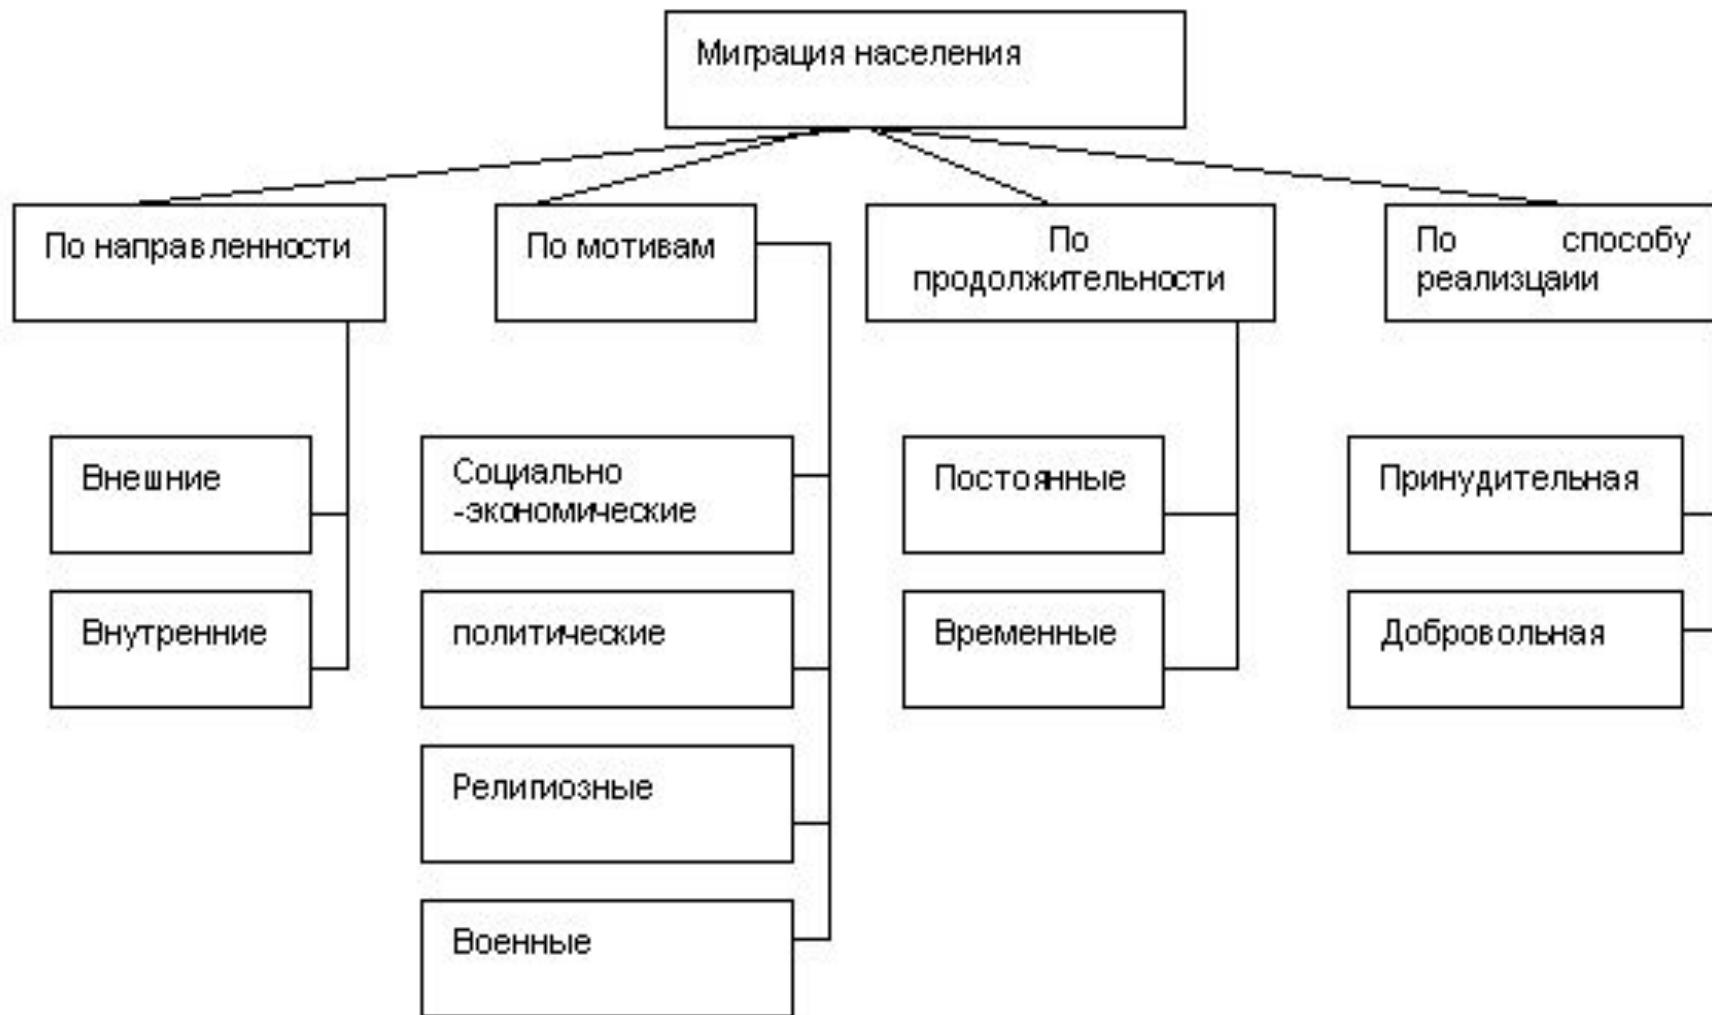 Миграция населения
По направленности
По мотивам
По
продолжительности
По способу
реализцаии
Внешние
Внутренние
Социально
-экономические
политические
Религиозные
Военные
Постоянные
Временные
Принудительная
Добровольная